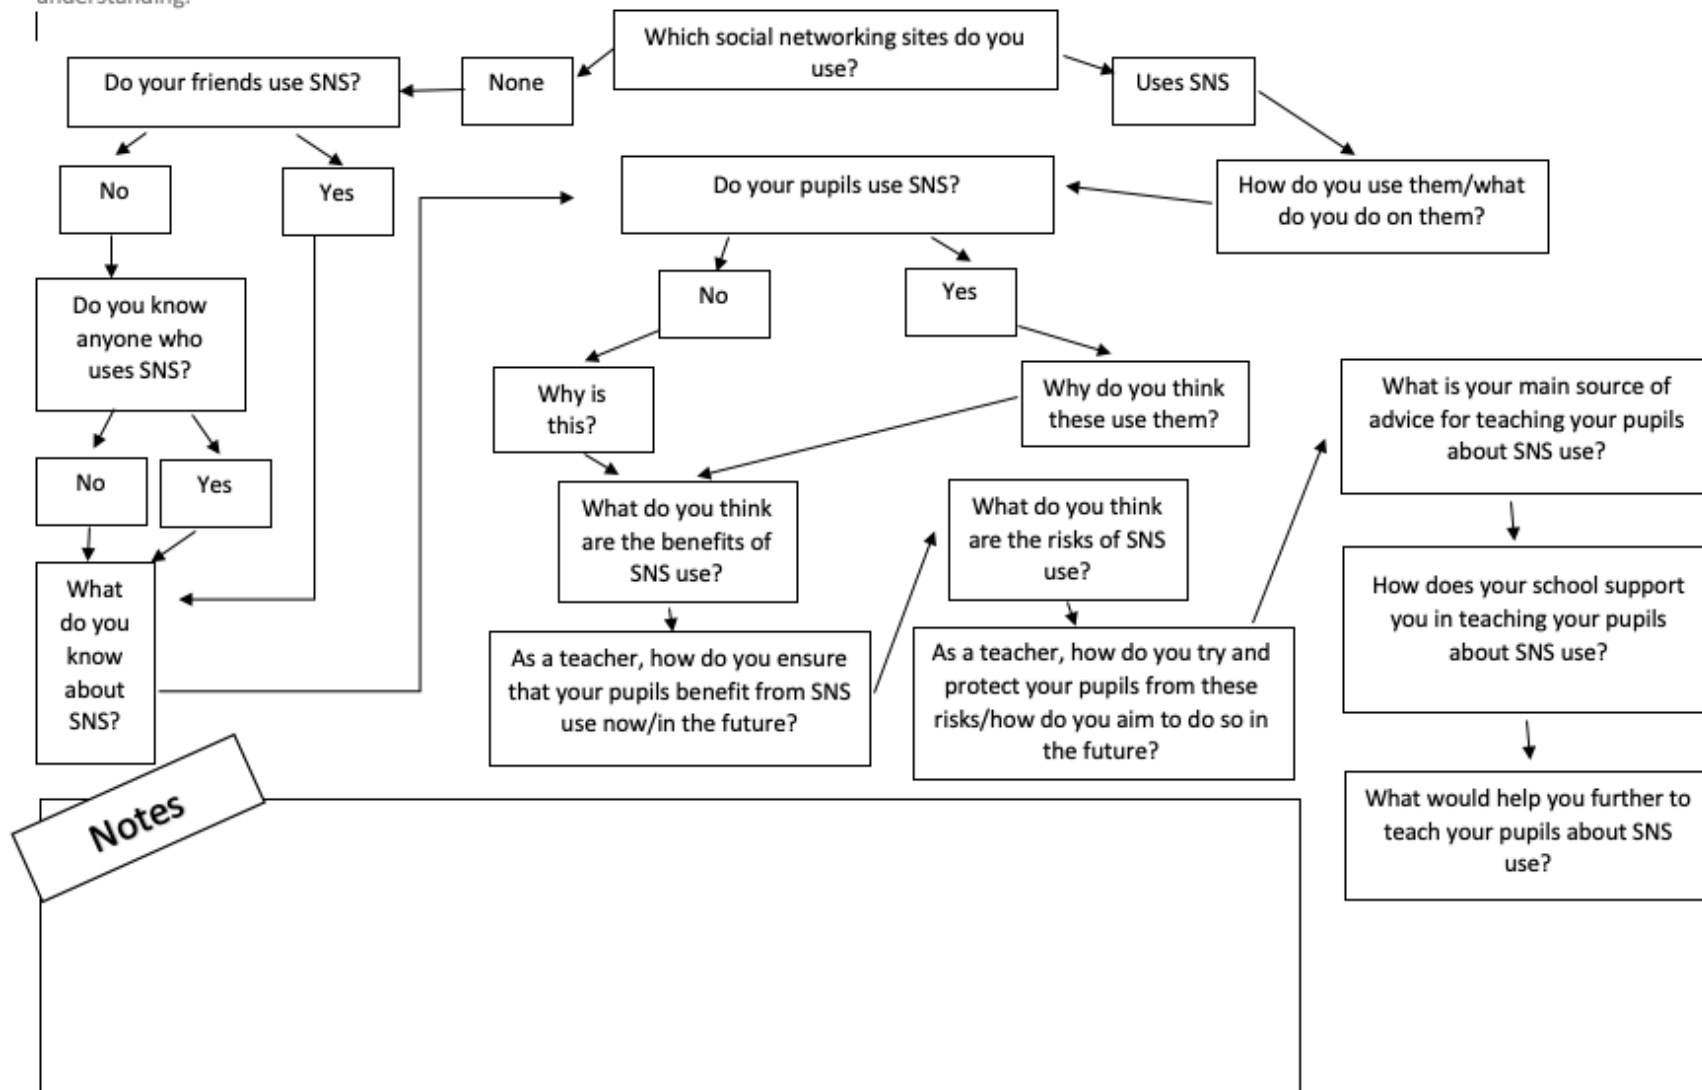 understanding.
Which social networking sites do you
use?
Do your friends use SNS?
None
Uses SNS
No
Yes
Do your pupils use SNS?
How do you use them/what
do you do on them?
Do you know
anyone who
uses SNS?
No
Yes
No
Yes
Why is
this?
Why do you think
these use them?
What is your main source of
advice for teaching your pupils
about SNS use?
What do you think
are the benefits of
SNS use?
What do you think
are the risks of SNS
use?
What
do you
know
about
SNS?
How does your school support
you in teaching your pupils
about SNS use?
As a teacher, how do you ensure
that your pupils benefit from SNS
use now/in the future?
As a teacher, how do you try and
protect your pupils from these
risks/how do you aim to do so in
the future?
What would help you further to
teach your pupils about SNS
use?
Notes